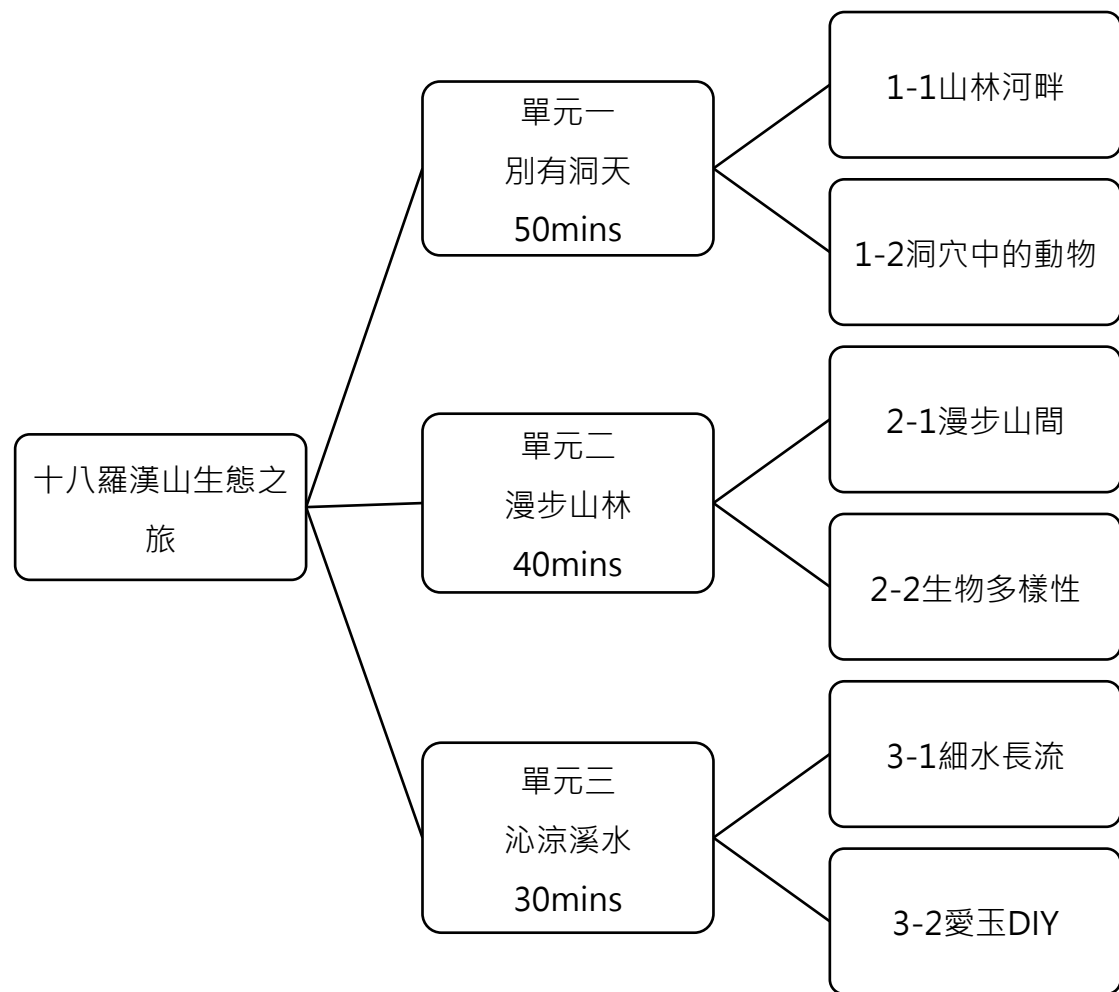 十八羅漢山生態之
旅
單元一
別有洞天
50mins
1-1山林河畔
1-2洞穴中的動物
單元二
漫步山林
40mins
2-1漫步山間
2-2生物多樣性
單元三
沁涼溪水
30mins
3-1細水長流
3-2愛玉DIY